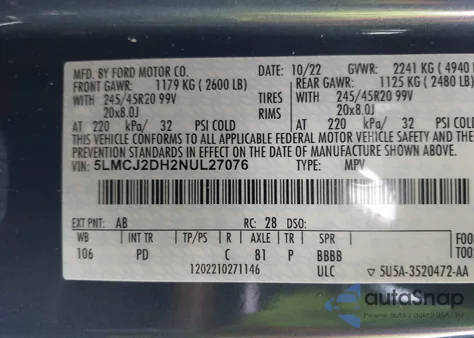 MFD. BY FORD MOTOR CO.
DATE: 10/22 GVWR: 2241 KG ( 4940
FRONT GAWR: 1179 KG ( 2600 LB) REAR GAWR: 1125 KG ( 2480 LB)
WITH 245/45R20 99V TIRES WITH 245/45R20 99V
20x8.0J RIMS 20x8.0J
AT 220 kPa/ 32 PSI COLD AT 220 kPa/ 32 PSI COLD
THIS VEHICLE CONFORMS TO ALL APPLICABLE FEDERAL MOTOR VEHICLE SAFETY AND
PREVENTION STANDARDS IN EFFECT ON THE DATE OF MANUFACTURE SHOWN ABOVE.
VIN: 5LMCJ2DH2NUL27076 TYPE: MPV
EXT PNT: AB RC: 28 DSO:
WB INT TR TP/PS R AXLE TR SPR
106 PD C 81 P BBBB
1202210271146 ULC ▽ 5U5A-3520472-AA
autoSnap